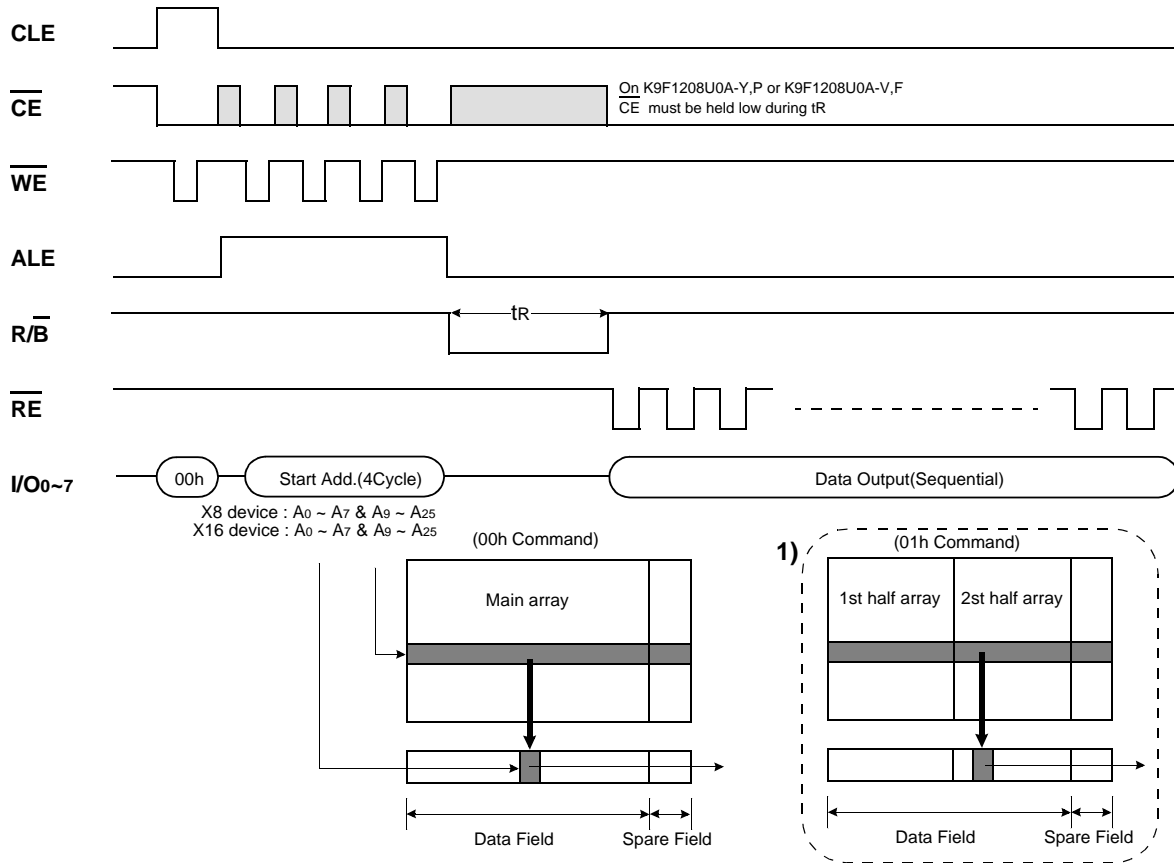 CLE
CE
On K9F1208U0A-Y,P or K9F1208U0A-V,F
CE must be held low during tR
WE
ALE
R/B
tR
RE
I/O0~7
00h
Start Add.(4Cycle)
Data Output(Sequential)
X8 device : A0 ~ A7 & A9 ~ A25
X16 device : A0 ~ A7 & A9 ~ A25
(00h Command)
1)
(01h Command)
Main array
1st half array
2st half array
Data Field
Spare Field
Data Field
Spare Field